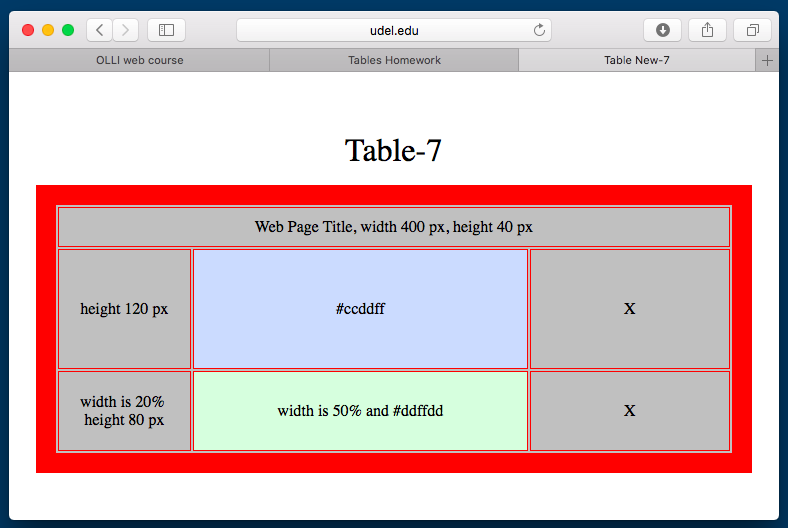 udel.edu
OLLI web course
Tables Homework
Table New-7
Table-7
Web Page Title, width 400 px, height 40 px
height 120 px
#ccddff
X
width is 20%
height 80 px
width is 50% and #ddffdd
X